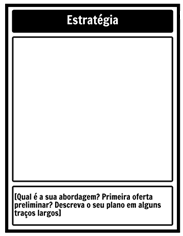 Estratégia
[Qual é a sua abordagem? Primeira oferta
preliminar? Descreva o seu plano em alguns
traços largos]